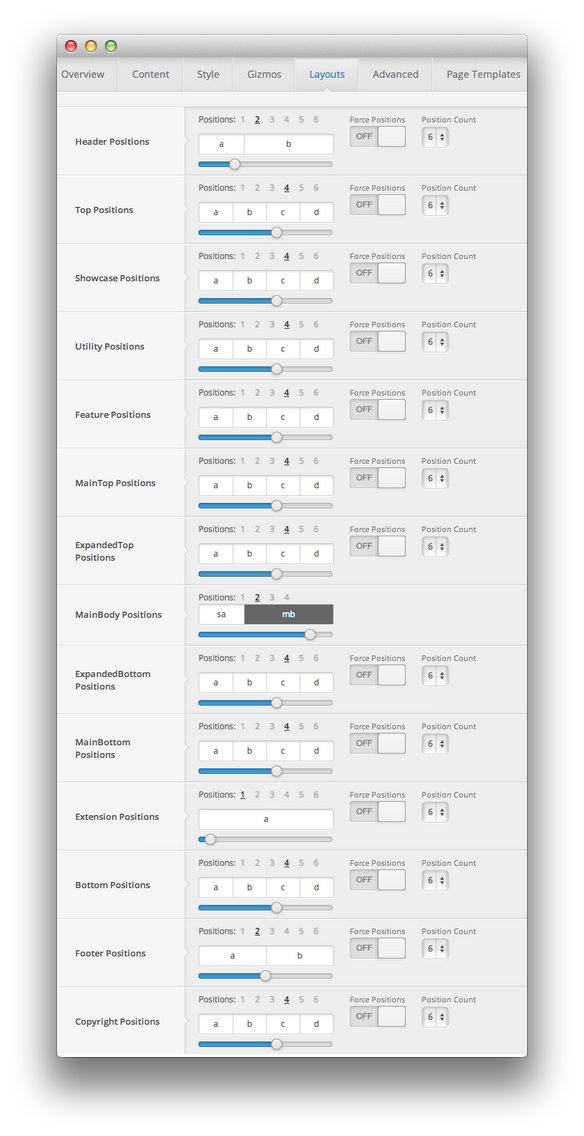 Overview Content Style Gizmos Layouts Advanced Page Templates
Positions: 1 2 3 4 5 6 Force Positions Position Count
Header Positions a b OFF 6
Positions: 1 2 3 4 5 6 Force Positions Position Count
Top Positions a b c d OFF 6
Positions: 1 2 3 4 5 6 Force Positions Position Count
Showcase Positions a b c d OFF 6
Positions: 1 2 3 4 5 6 Force Positions Position Count
Utility Positions a b c d OFF 6
Positions: 1 2 3 4 5 6 Force Positions Position Count
Feature Positions a b c d OFF 6
Positions: 1 2 3 4 5 6 Force Positions Position Count
MainTop Positions a b c d OFF 6
Positions: 1 2 3 4 5 6 Force Positions Position Count
ExpandedTop
Positions a b c d OFF 6
Positions: 1 2 3 4
MainBody Positions sa mb
Positions: 1 2 3 4 5 6 Force Positions Position Count
ExpandedBottom
Positions a b c d OFF 6
Positions: 1 2 3 4 5 6 Force Positions Position Count
MainBottom
Positions a b c d OFF 6
Positions: 1 2 3 4 5 6 Force Positions Position Count
Extension Positions a OFF 6
Positions: 1 2 3 4 5 6 Force Positions Position Count
Bottom Positions a b c d OFF 6
Positions: 1 2 3 4 5 6 Force Positions Position Count
Footer Positions a b OFF 6
Positions: 1 2 3 4 5 6 Force Positions Position Count
Copyright Positions a b c d OFF 6